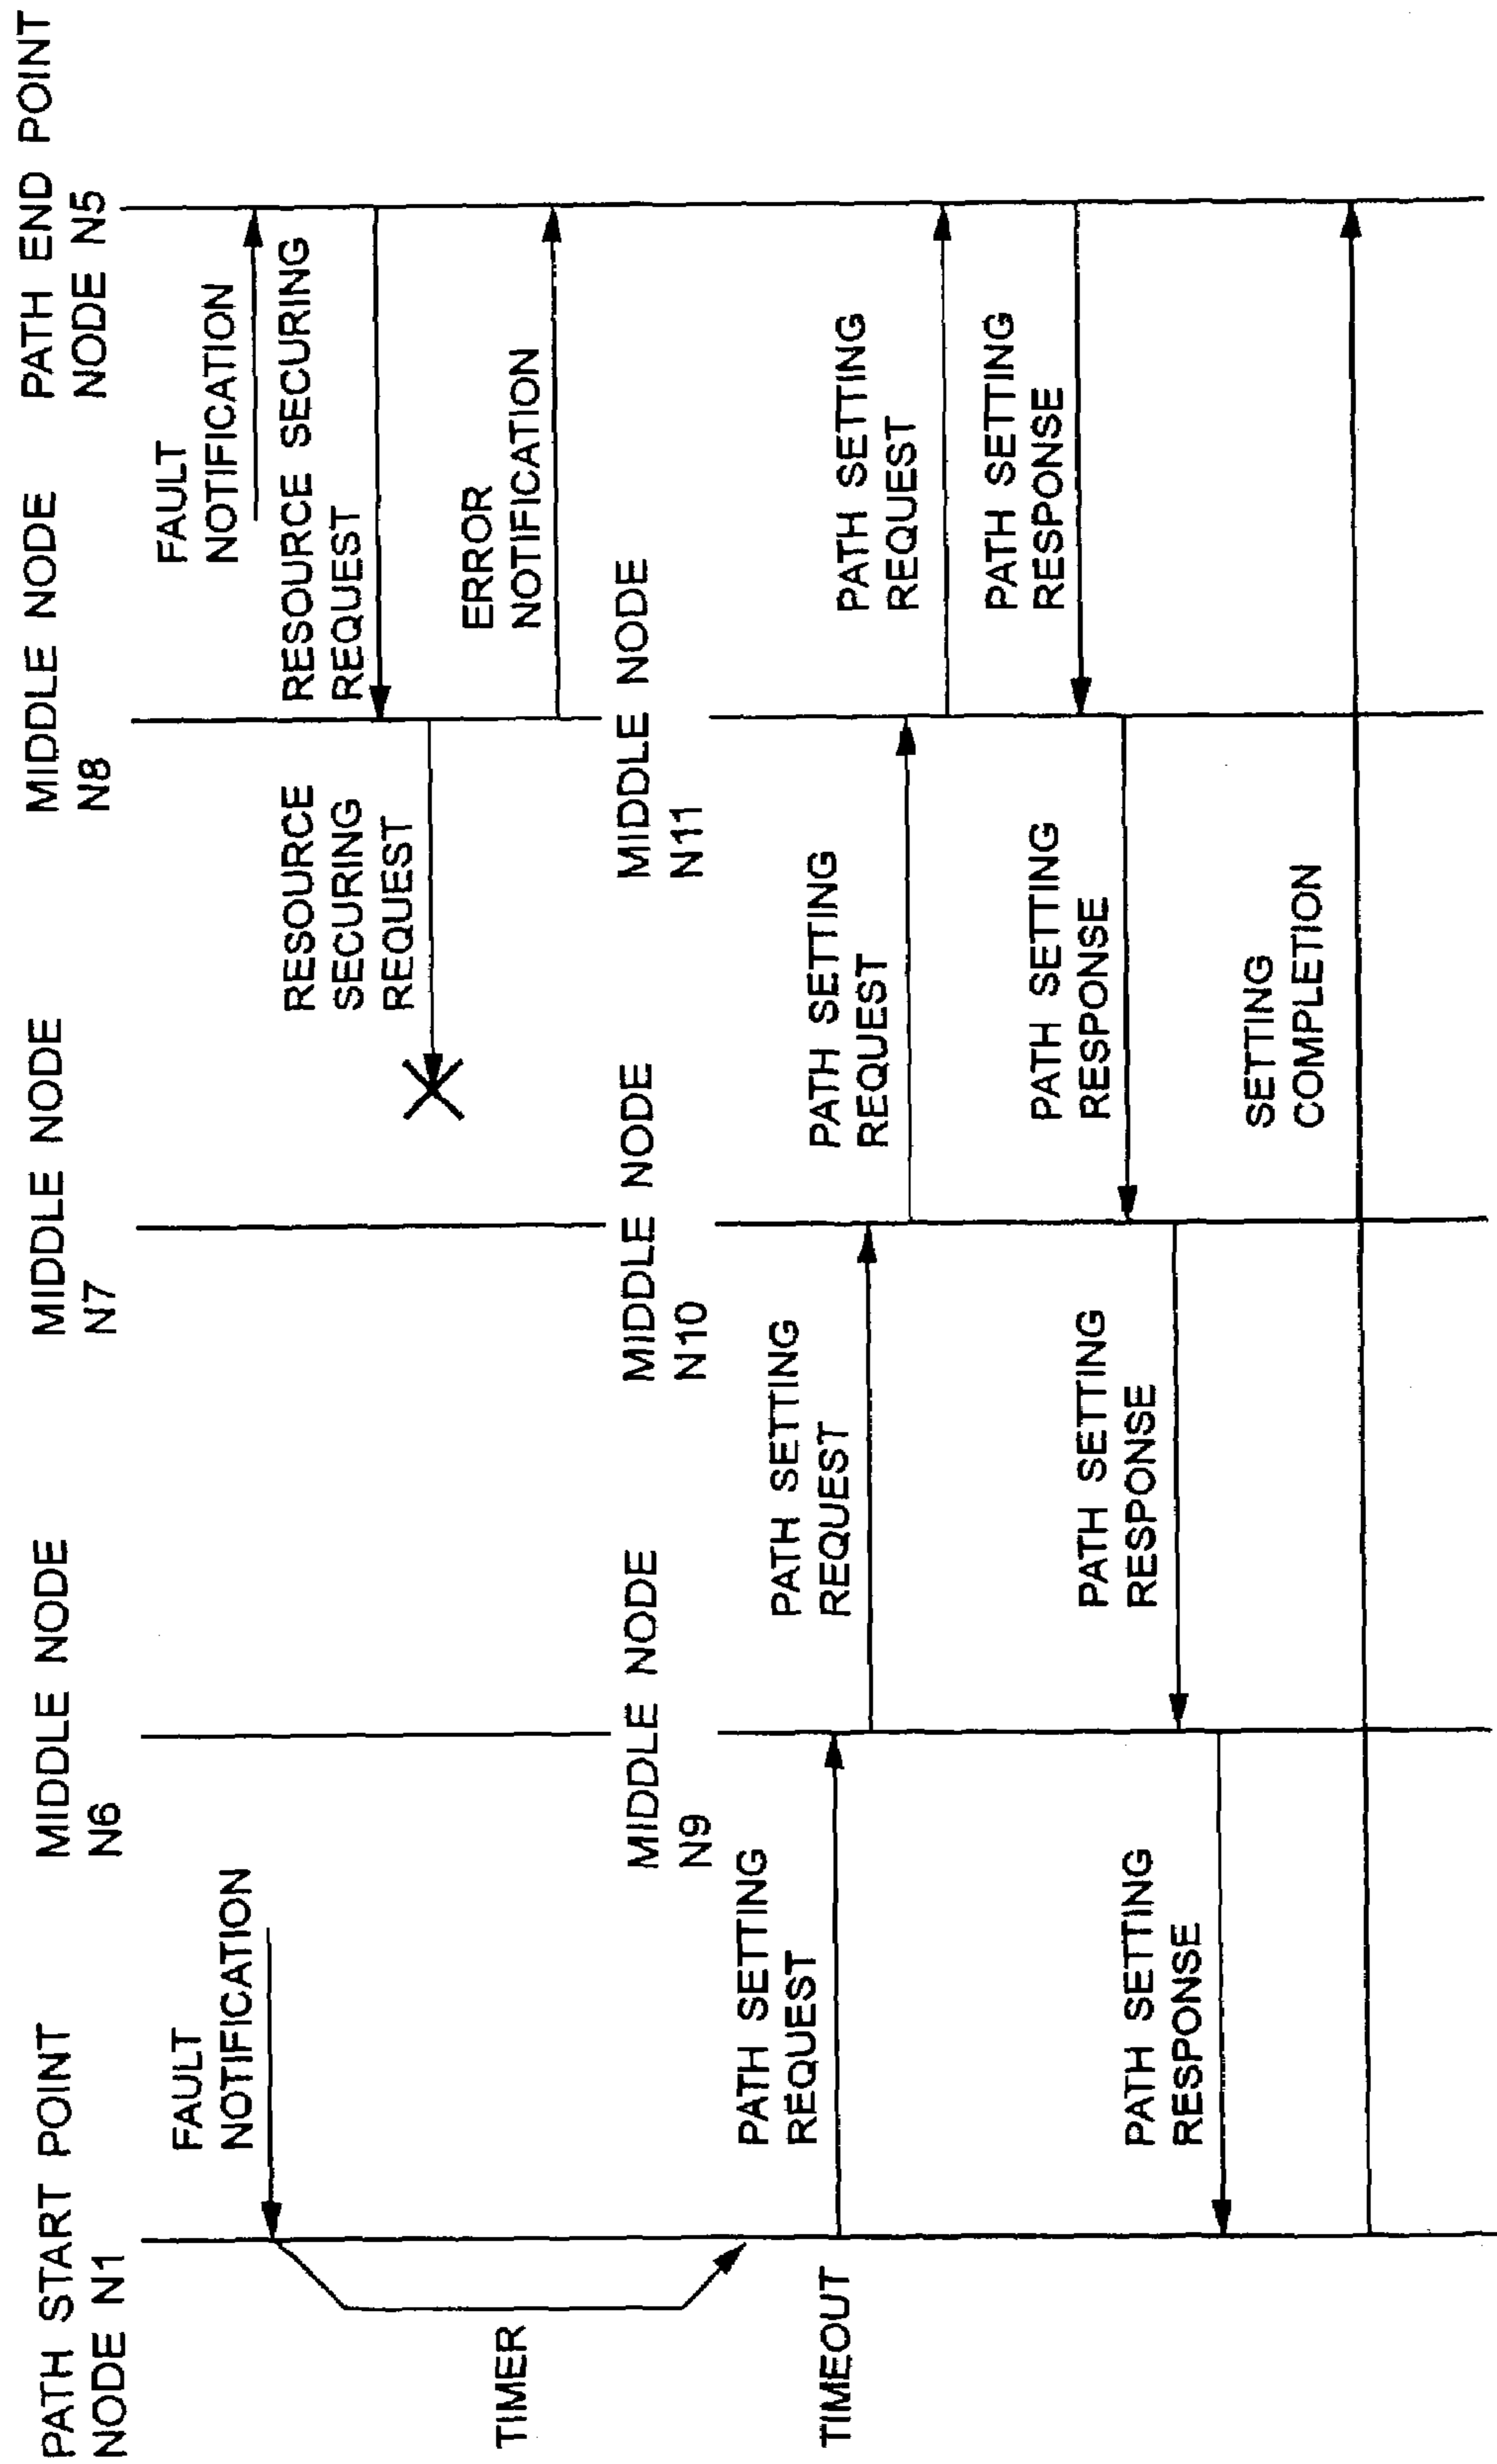 PATH START POINT
NODE N1
MIDDLE NODE
N6
MIDDLE NODE
N7
MIDDLE NODE
N8
PATH END POINT
NODE N5
FAULT
NOTIFICATION
FAULT
NOTIFICATION
RESOURCE
SECURING
REQUEST
RESOURCE SECURING
REQUEST
ERROR
NOTIFICATION
TIMER
MIDDLE NODE
N9
MIDDLE NODE
N10
MIDDLE NODE
N11
TIMEOUT
PATH SETTING
REQUEST
PATH SETTING
REQUEST
PATH SETTING
REQUEST
PATH SETTING
REQUEST
PATH SETTING
RESPONSE
PATH SETTING
RESPONSE
PATH SETTING
RESPONSE
PATH SETTING
RESPONSE
SETTING
COMPLETION